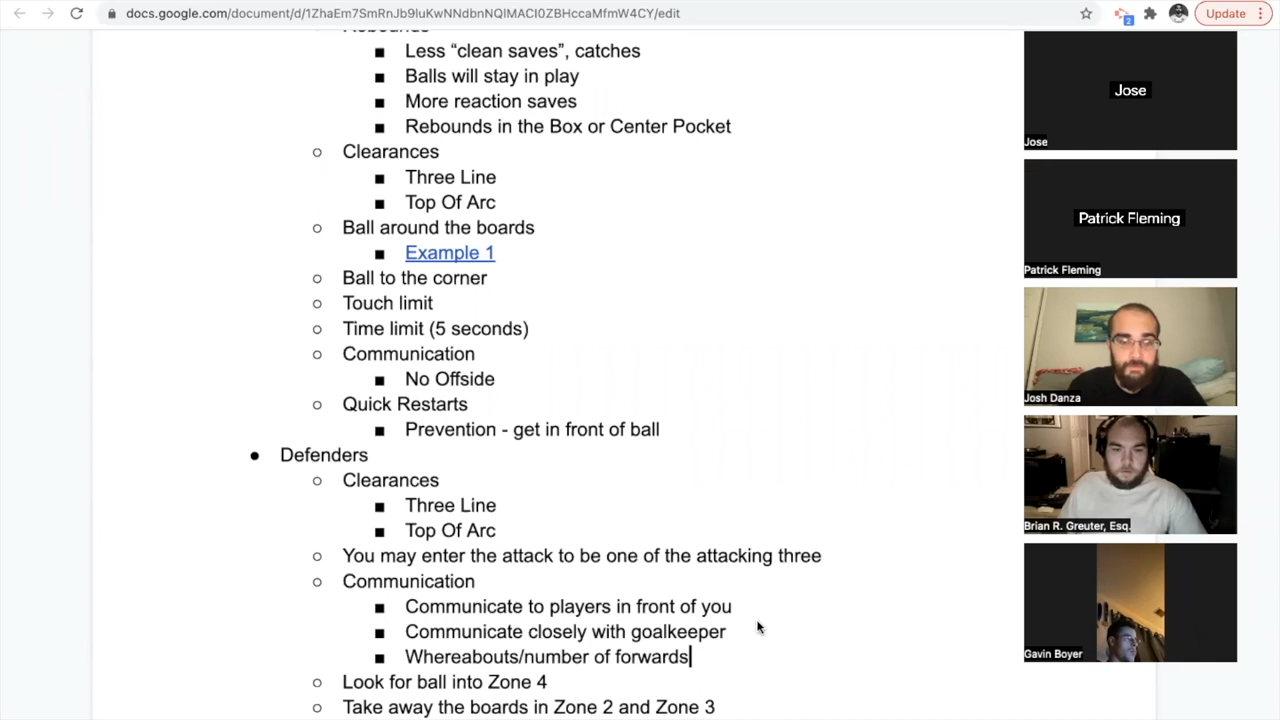 docs.google.com/document/d/1ZhaEm7SmRnJb9luKwNNdbnNQlMACI0ZBHccaMfmW4CY/edit
2
Update
Rebounds
Less “clean saves”, catches
Balls will stay in play
More reaction saves
Rebounds in the Box or Center Pocket
Clearances
Three Line
Top Of Arc
Ball around the boards
Example 1
Ball to the corner
Touch limit
Time limit (5 seconds)
Communication
No Offside
Quick Restarts
Prevention - get in front of ball
Defenders
Clearances
Three Line
Top Of Arc
You may enter the attack to be one of the attacking three
Communication
Communicate to players in front of you
Communicate closely with goalkeeper
Whereabouts/number of forwards
Look for ball into Zone 4
Take away the boards in Zone 2 and Zone 3
Jose
Jose
Patrick Fleming
Patrick Fleming
Josh Danza
Brian R. Greuter, Esq.
Gavin Boyer